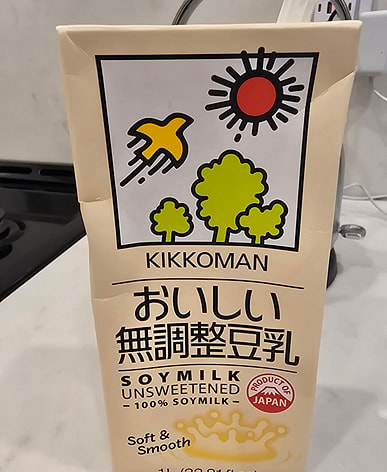 KIKKOMAN
おいしい
無調整豆乳
SOYMILK
UNSWEETENED
- 100% SOYMILK -
PRODUCT OF
JAPAN
Soft &
Smooth